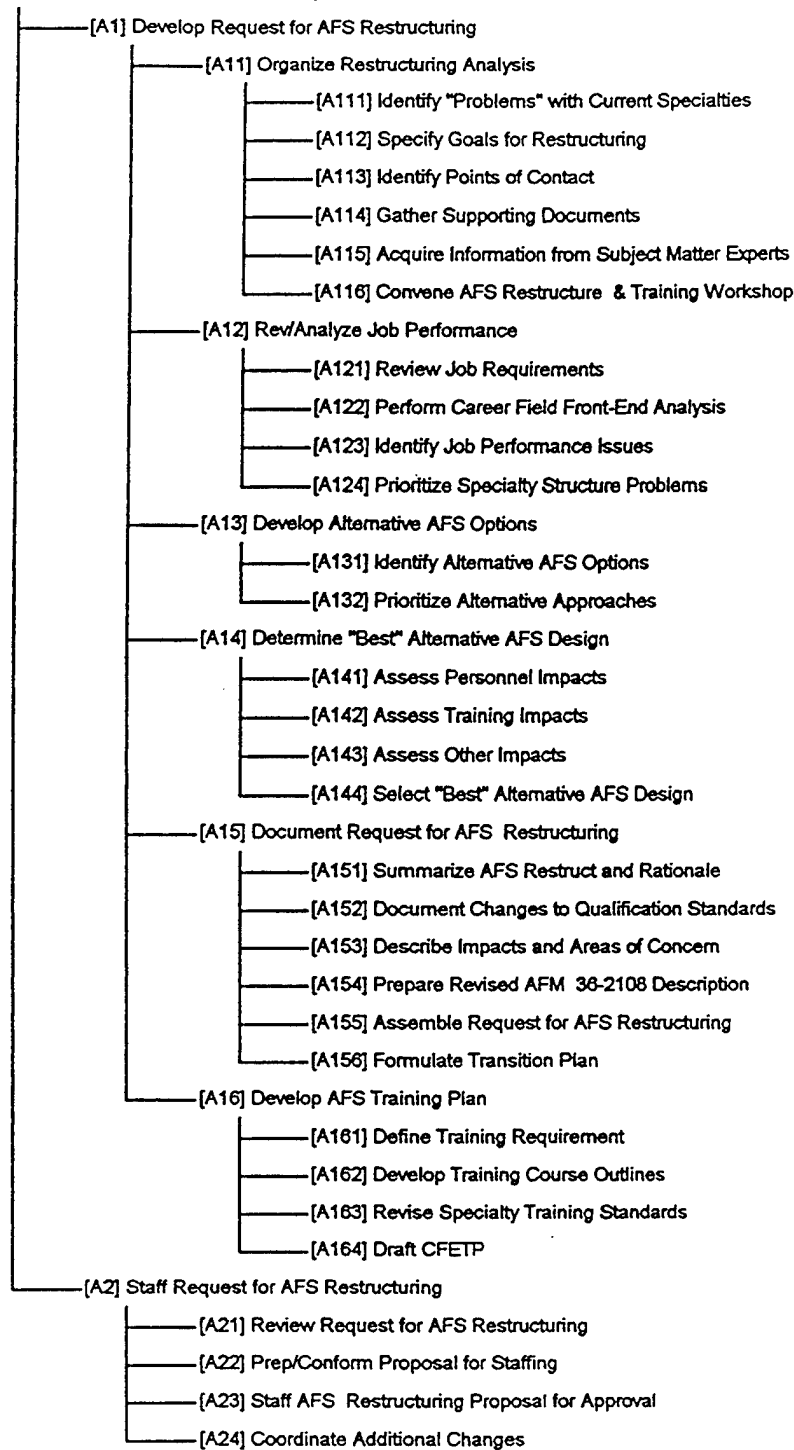 [A1] Develop Request for AFS Restructuring
[A11] Organize Restructuring Analysis
[A111] Identify "Problems" with Current Specialties
[A112] Specify Goals for Restructuring
[A113] Identify Points of Contact
[A114] Gather Supporting Documents
[A115] Acquire Information from Subject Matter Experts
[A116] Convene AFS Restructure & Training Workshop
[A12] Rev/Analyze Job Performance
[A121] Review Job Requirements
[A122] Perform Career Field Front-End Analysis
[A123] Identify Job Performance Issues
[A124] Prioritize Specialty Structure Problems
[A13] Develop Alternative AFS Options
[A131] Identify Alternative AFS Options
[A132] Prioritize Alternative Approaches
[A14] Determine "Best" Alternative AFS Design
[A141] Assess Personnel Impacts
[A142] Assess Training Impacts
[A143] Assess Other Impacts
[A144] Select "Best" Alternative AFS Design
[A15] Document Request for AFS Restructuring
[A151] Summarize AFS Restruct and Rationale
[A152] Document Changes to Qualification Standards
[A153] Describe Impacts and Areas of Concern
[A154] Prepare Revised AFM 36-2108 Description
[A155] Assemble Request for AFS Restructuring
[A156] Formulate Transition Plan
[A16] Develop AFS Training Plan
[A161] Define Training Requirement
[A162] Develop Training Course Outlines
[A163] Revise Specialty Training Standards
[A164] Draft CFETP
[A2] Staff Request for AFS Restructuring
[A21] Review Request for AFS Restructuring
[A22] Prep/Conform Proposal for Staffing
[A23] Staff AFS Restructuring Proposal for Approval
[A24] Coordinate Additional Changes